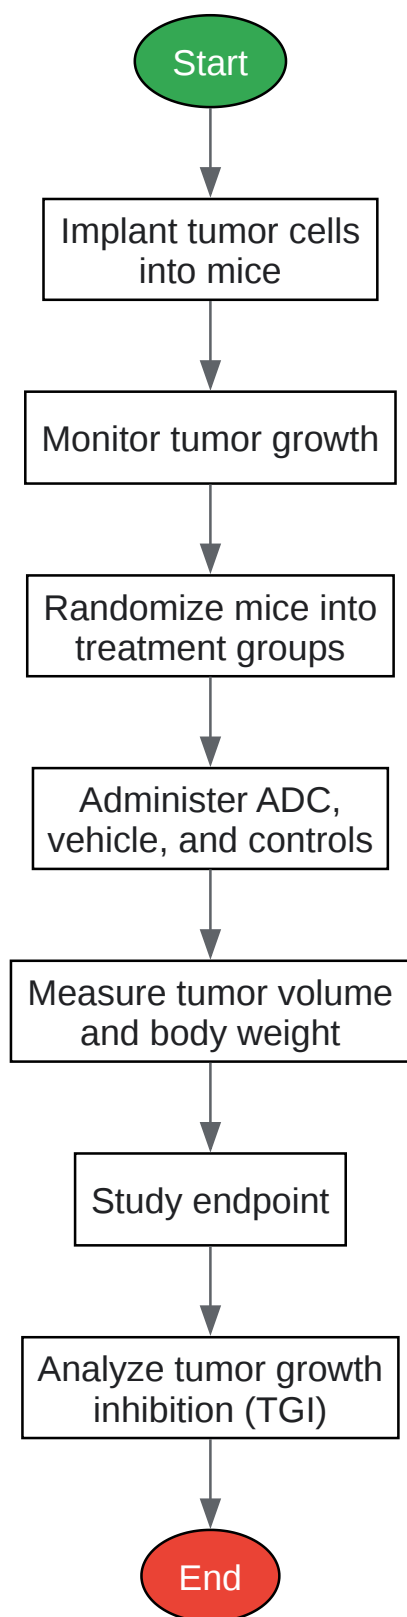 Start
Implant tumor cells
into mice
Monitor tumor growth
Randomize mice into
treatment groups
Administer ADC,
vehicle, and controls
Measure tumor volume
and body weight
Study endpoint
Analyze tumor growth
inhibition (TGI)
End